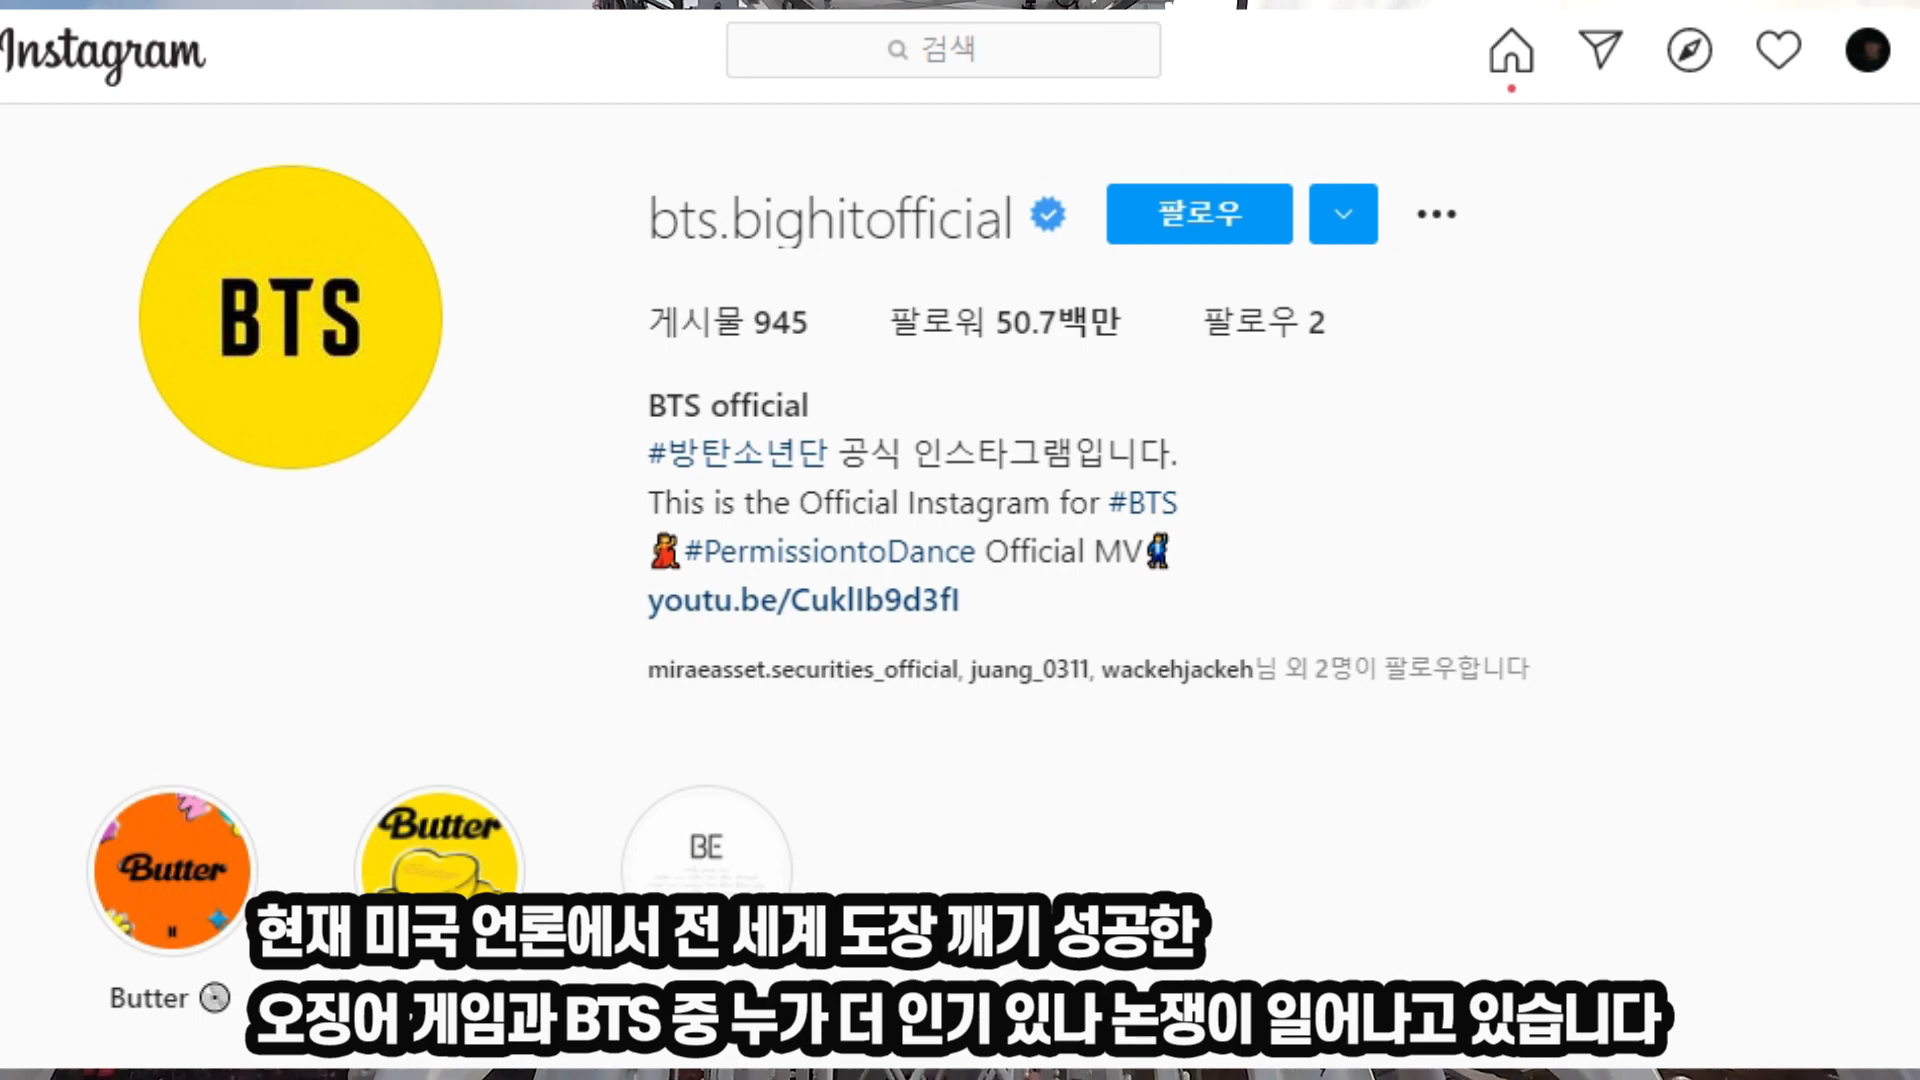 Instagram
검색
bts.bighitofficial
팔로우
게시물 945 팔로워 50.7백만 팔로우 2
BTS
BTS official
#방탄소년단 공식 인스타그램입니다.
This is the Official Instagram for #BTS
💃#PermissiontoDance Official MV🕺
youtu.be/CuklIb9d3fI
miraeasset.securities_official, juang_0311, wackehjackeh님 외 2명이 팔로우합니다
Butter
Butter
BE
Butter 💿
현재 미국 언론에서 전 세계 도장 깨기 성공한
오징어 게임과 BTS 중 누가 더 인기 있나 논쟁이 일어나고 있습니다